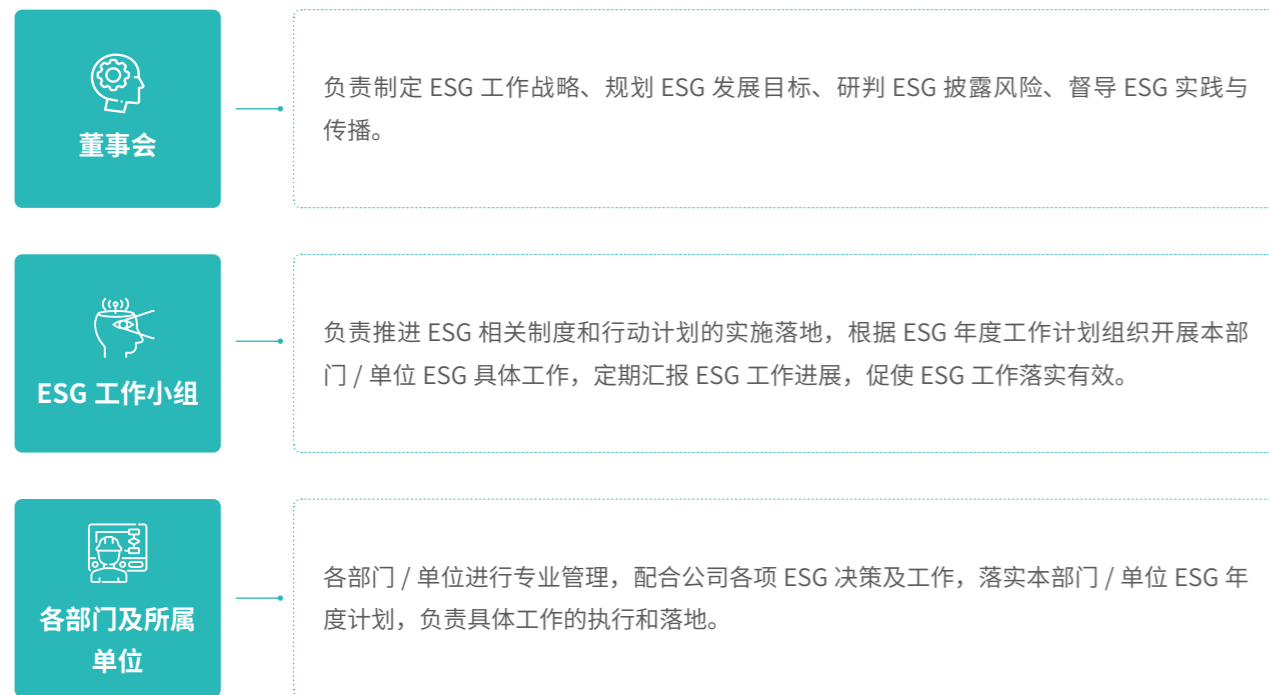 董事会
负责制定 ESG 工作战略、规划 ESG 发展目标、研判 ESG 披露风险、督导 ESG 实践与
传播。
ESG 工作小组
负责推进 ESG 相关制度和行动计划的实施落地，根据 ESG 年度工作计划组织开展本部
门 / 单位 ESG 具体工作，定期汇报 ESG 工作进展，促使 ESG 工作落实有效。
各部门及所属
单位
各部门 / 单位进行专业管理，配合公司各项 ESG 决策及工作，落实本部门 / 单位 ESG 年
度计划，负责具体工作的执行和落地。